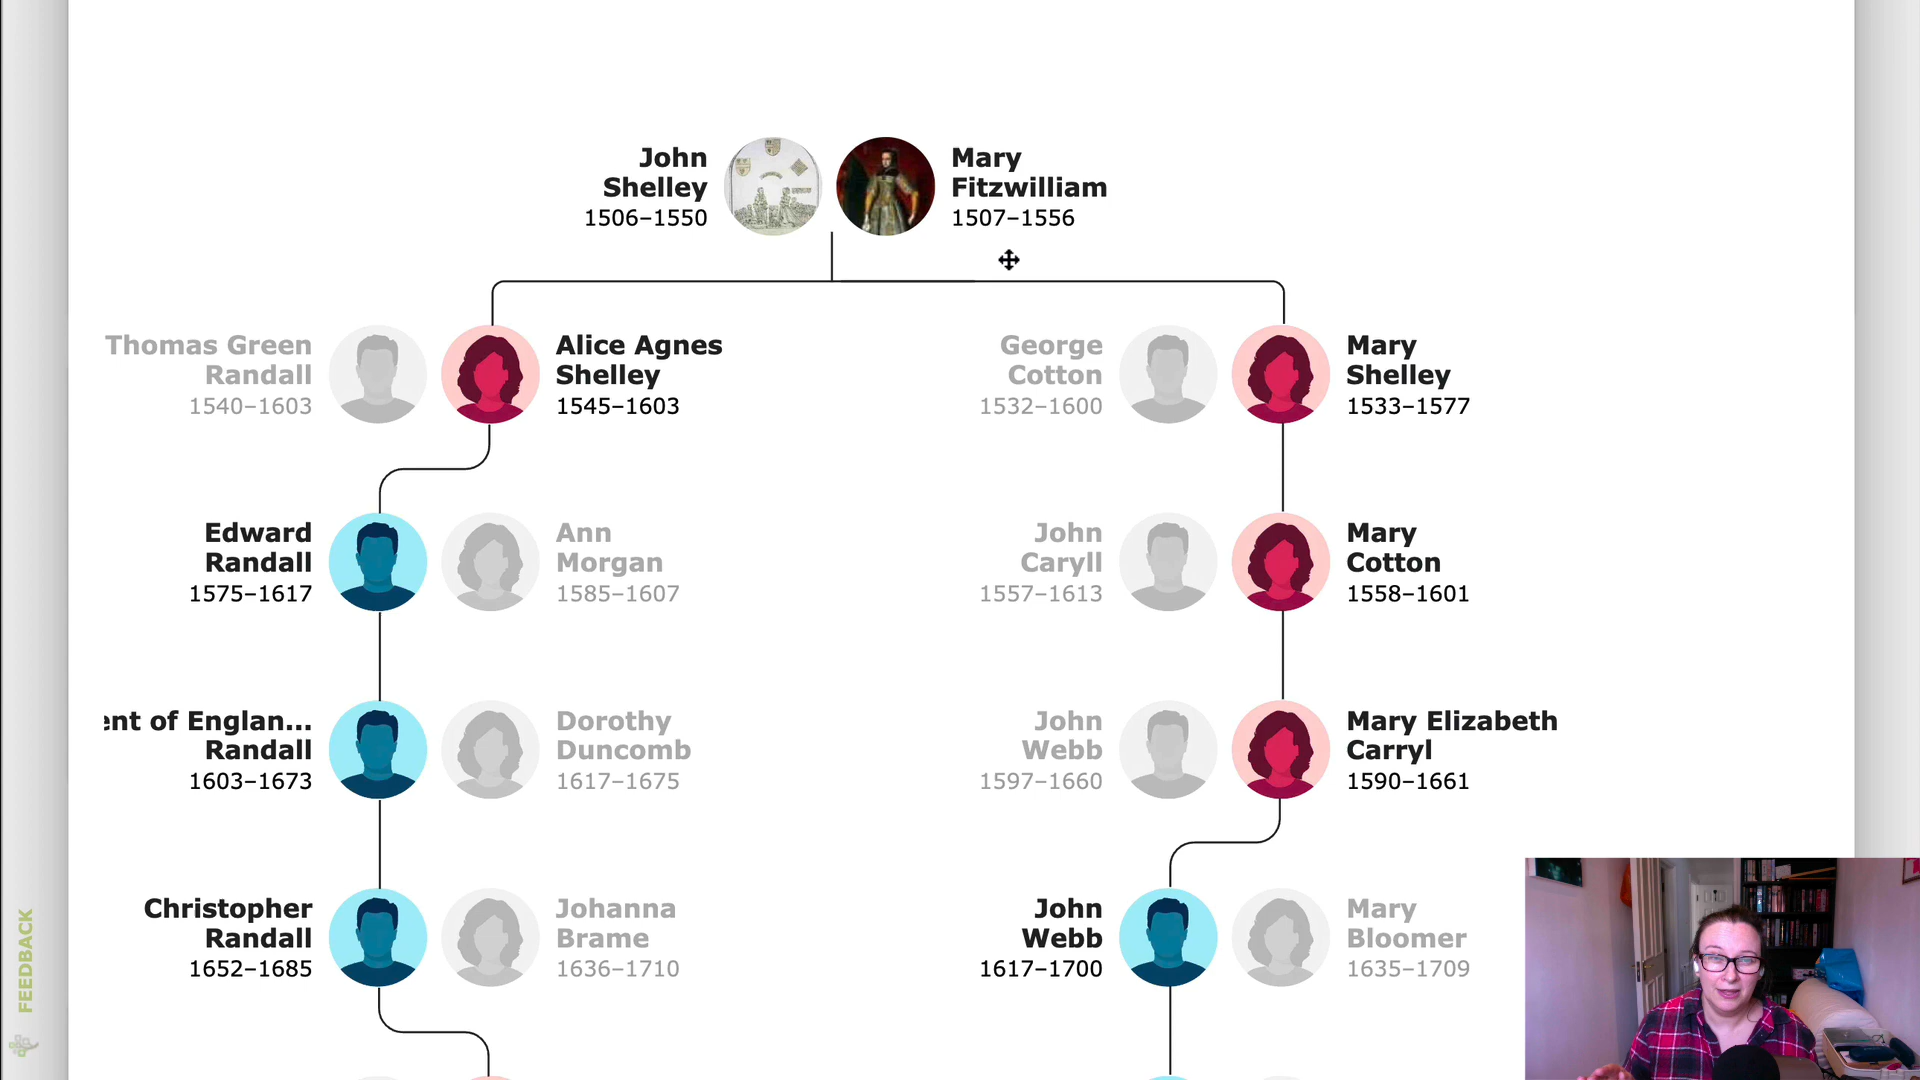 John
Shelley
1506–1550
Mary
Fitzwilliam
1507–1556
Thomas Green
Randall
1540–1603
Alice Agnes
Shelley
1545–1603
George
Cotton
1532–1600
Mary
Shelley
1533–1577
Edward
Randall
1575–1617
Ann
Morgan
1585–1607
John
Caryll
1557–1613
Mary
Cotton
1558–1601
ent of Englan...
Randall
1603–1673
Dorothy
Duncomb
1617–1675
John
Webb
1597–1660
Mary Elizabeth
Carryl
1590–1661
Christopher
Randall
1652–1685
Johanna
Brame
1636–1710
John
Webb
1617–1700
Mary
Bloomer
1635–1709
FEEDBACK